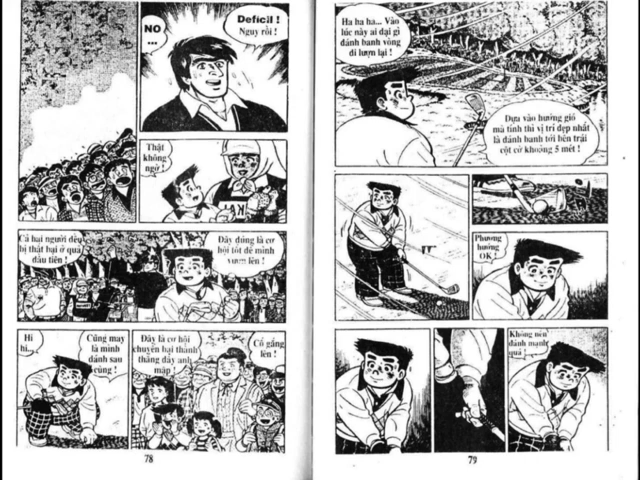 NO
...
Deficil !
Nguy rồi !
Thật
không
ngờ !
KAI
Cả hai người đều
bị thất bại ở quả
đầu tiên !
Đây đúng là cơ
hội tốt để mình
vươn lên !
Hi
hi...
Cũng may
là mình
đánh sau
cùng !
Đây là cơ hội
chuyển bại thành
thắng đây anh
mập !
Cố gắng
lên !
78
Ha ha ha... Vào
lúc này ai dại gì
đánh banh vòng
đi lượn lại !
Dựa vào hướng gió
mà tính thì vị trí đẹp nhất
là đánh banh tới bên trái
cột cờ khoảng 5 mét !
Phương
hướng
OK !
Không nên
đánh mạnh
quá !
79